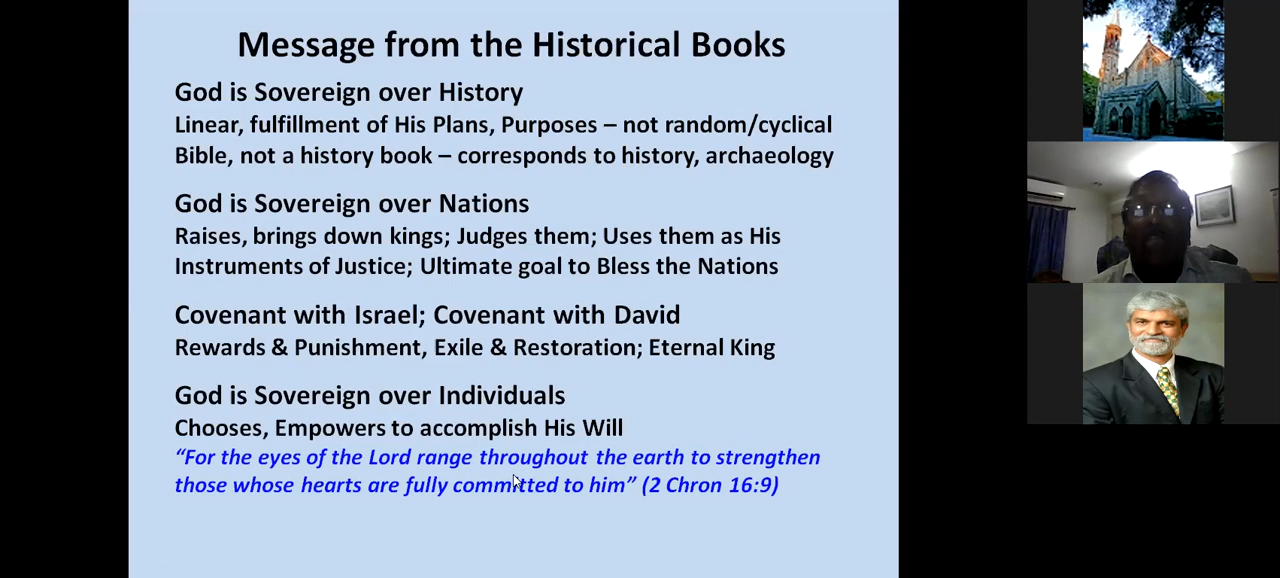 Message from the Historical Books
God is Sovereign over History
Linear, fulfillment of His Plans, Purposes – not random/cyclical
Bible, not a history book – corresponds to history, archaeology
God is Sovereign over Nations
Raises, brings down kings; Judges them; Uses them as His
Instruments of Justice; Ultimate goal to Bless the Nations
Covenant with Israel; Covenant with David
Rewards & Punishment, Exile & Restoration; Eternal King
God is Sovereign over Individuals
Chooses, Empowers to accomplish His Will
“For the eyes of the Lord range throughout the earth to strengthen
those whose hearts are fully committed to him” (2 Chron 16:9)